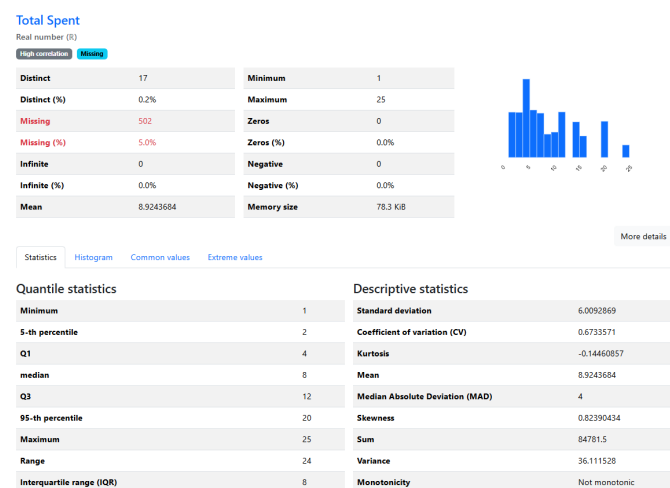 Total Spent
Real number (R)
High correlation Missing
Distinct 17 Minimum 1
Distinct (%) 0.2% Maximum 25
Missing 502 Zeros 0
Missing (%) 5.0% Zeros (%) 0.0%
Infinite 0 Negative 0
Infinite (%) 0.0% Negative (%) 0.0%
Mean 8.9243684 Memory size 78.3 KiB
0 5 10 15 20 25
More details
Statistics Histogram Common values Extreme values
Quantile statistics Descriptive statistics
Minimum 1 Standard deviation 6.0092869
5-th percentile 2 Coefficient of variation (CV) 0.6733571
Q1 4 Kurtosis -0.14460857
median 8 Mean 8.9243684
Q3 12 Median Absolute Deviation (MAD) 4
95-th percentile 20 Skewness 0.82390434
Maximum 25 Sum 84781.5
Range 24 Variance 36.111528
Interquartile range (IQR) 8 Monotonicity Not monotonic